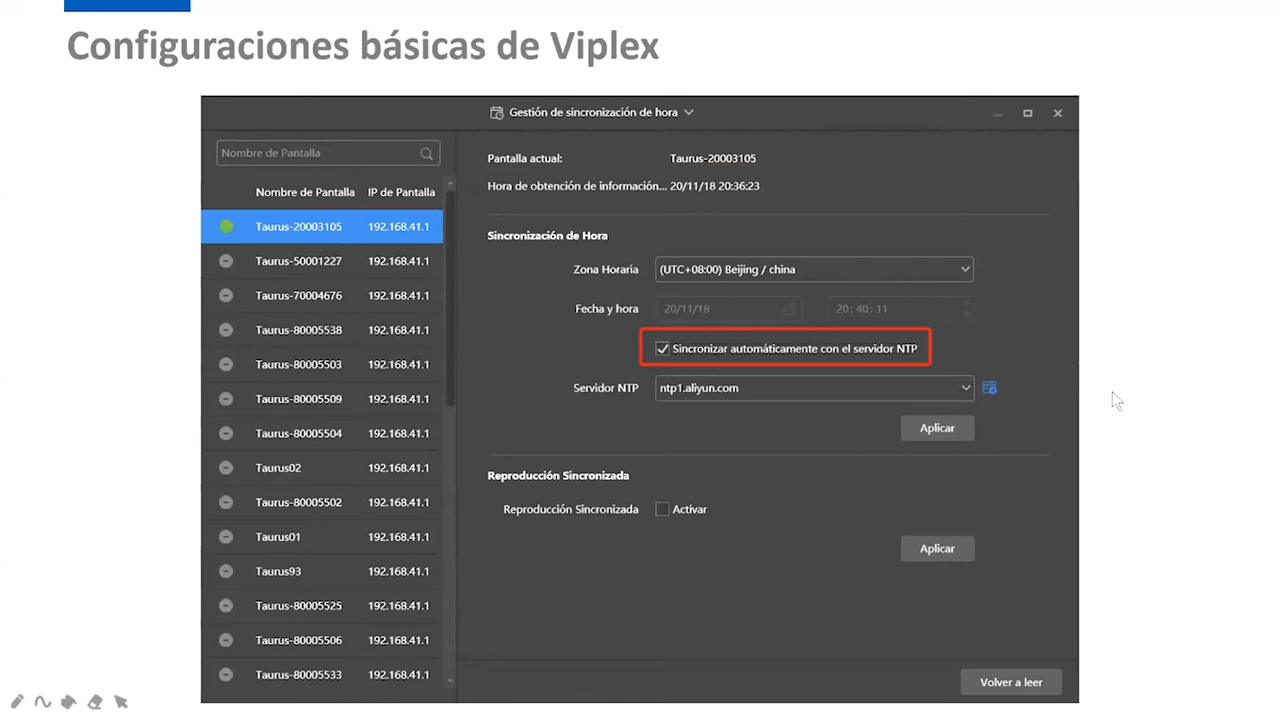 Configuraciones básicas de Viplex
Gestión de sincronización de hora
Nombre de Pantalla
Nombre de Pantalla IP de Pantalla
Taurus-20003105 192.168.41.1
Taurus-50001227 192.168.41.1
Taurus-70004676 192.168.41.1
Taurus-80005538 192.168.41.1
Taurus-80005503 192.168.41.1
Taurus-80005509 192.168.41.1
Taurus-80005504 192.168.41.1
Taurus02 192.168.41.1
Taurus-80005502 192.168.41.1
Taurus01 192.168.41.1
Taurus93 192.168.41.1
Taurus-80005525 192.168.41.1
Taurus-80005506 192.168.41.1
Taurus-80005533 192.168.41.1
Pantalla actual: Taurus-20003105
Hora de obtención de información... 20/11/18 20:36:23
Sincronización de Hora
Zona Horaria (UTC+08:00) Beijing / china
Fecha y hora 20/11/18 20:40:11
Sincronizar automáticamente con el servidor NTP
Servidor NTP ntp1.aliyun.com
Aplicar
Reproducción Sincronizada
Reproducción Sincronizada Activar
Aplicar
Volver a leer